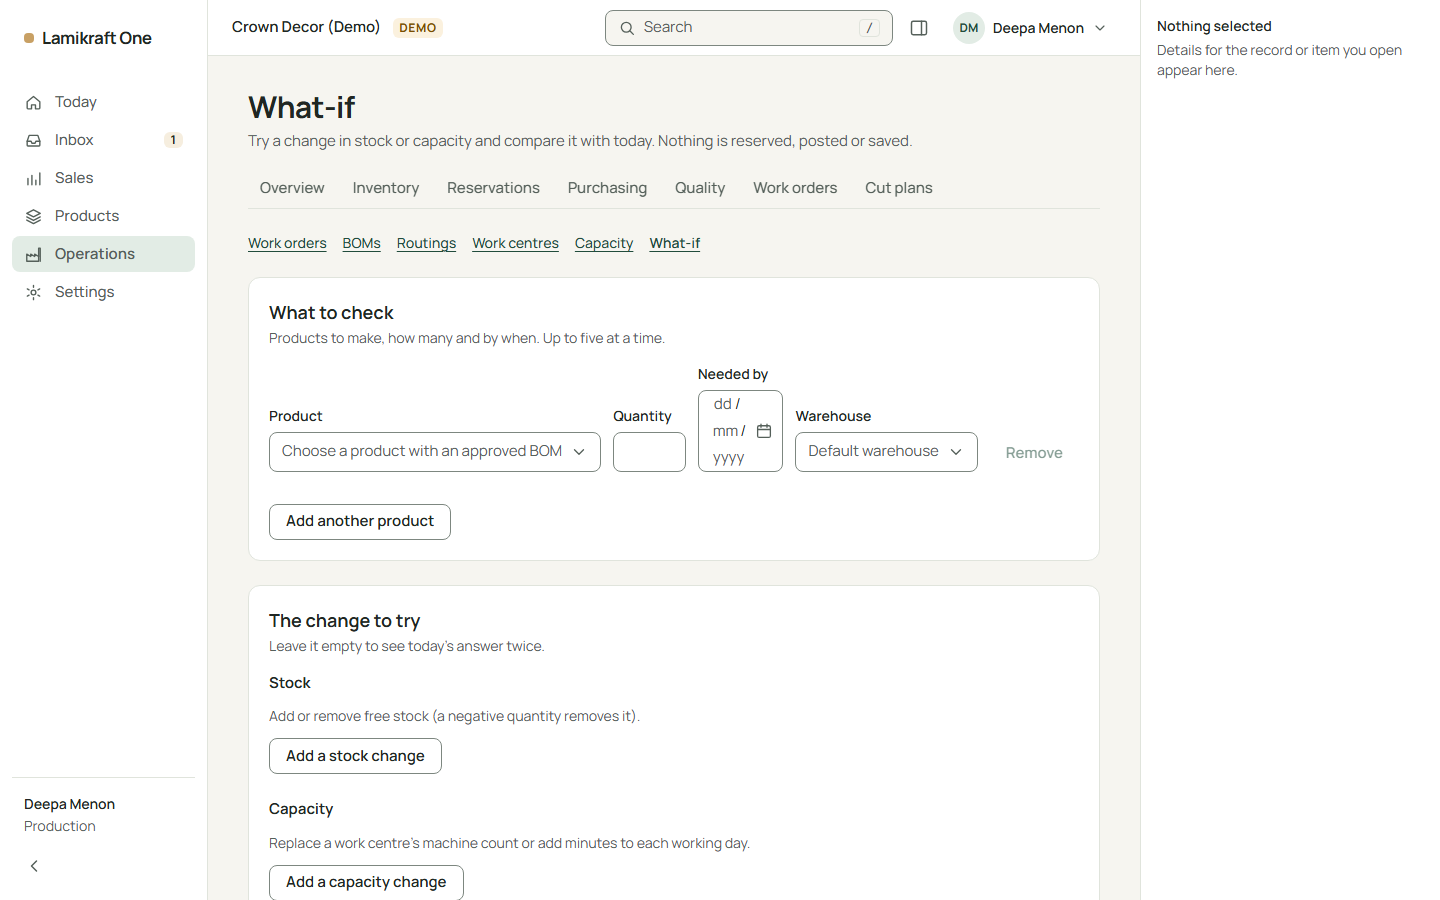 Lamikraft One
Today
Inbox 1
Sales
Products
Operations
Settings
Deepa Menon
Production
Crown Decor (Demo) DEMO
Search /
DM Deepa Menon
What-if
Try a change in stock or capacity and compare it with today. Nothing is reserved, posted or saved.
Overview Inventory Reservations Purchasing Quality Work orders Cut plans
Work orders BOMs Routings Work centres Capacity What-if
What to check
Products to make, how many and by when. Up to five at a time.
Product
Choose a product with an approved BOM
Quantity
Needed by
dd /
mm /
yyyy
Warehouse
Default warehouse
Remove
Add another product
The change to try
Leave it empty to see today's answer twice.
Stock
Add or remove free stock (a negative quantity removes it).
Add a stock change
Capacity
Replace a work centre's machine count or add minutes to each working day.
Add a capacity change
Nothing selected
Details for the record or item you open
appear here.